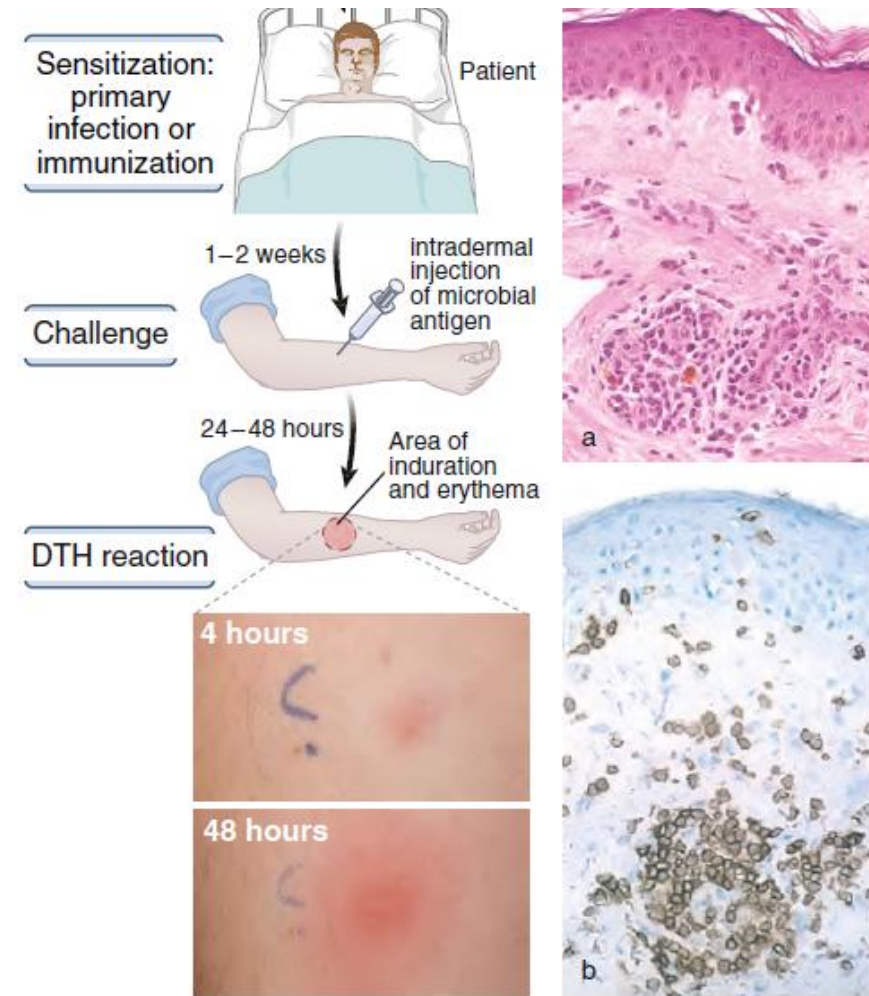 Sensitization:
primary
infection or
immunization
Patient
1–2 weeks
intradermal
injection
of microbial
antigen
Challenge
24–48 hours
Area of
induration
and erythema
DTH reaction
4 hours
48 hours
a
b